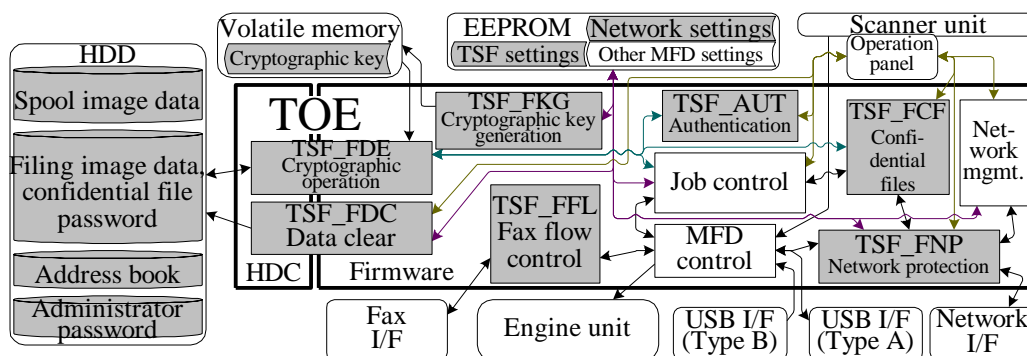 HDD
Spool image data
Filing image data,
confidential file
password
Address book
Administrator
password
Volatile memory
Cryptographic key
EEPROM
Network settings
TSF settings
Other MFD settings
Scanner unit
Operation
panel
TOE
TSF_FKG
Cryptographic key
generation
TSF_AUT
Authentication
TSF_FCF
Confi-
dential
files
Net-
work
mgmt.
TSF_FDE
Cryptographic
operation
Job control
TSF_FDC
Data clear
TSF_FFL
Fax flow
control
MFD
control
TSF_FNP
Network protection
HDC
Firmware
Fax
I/F
Engine unit
USB I/F
(Type B)
USB I/F
(Type A)
Network
I/F